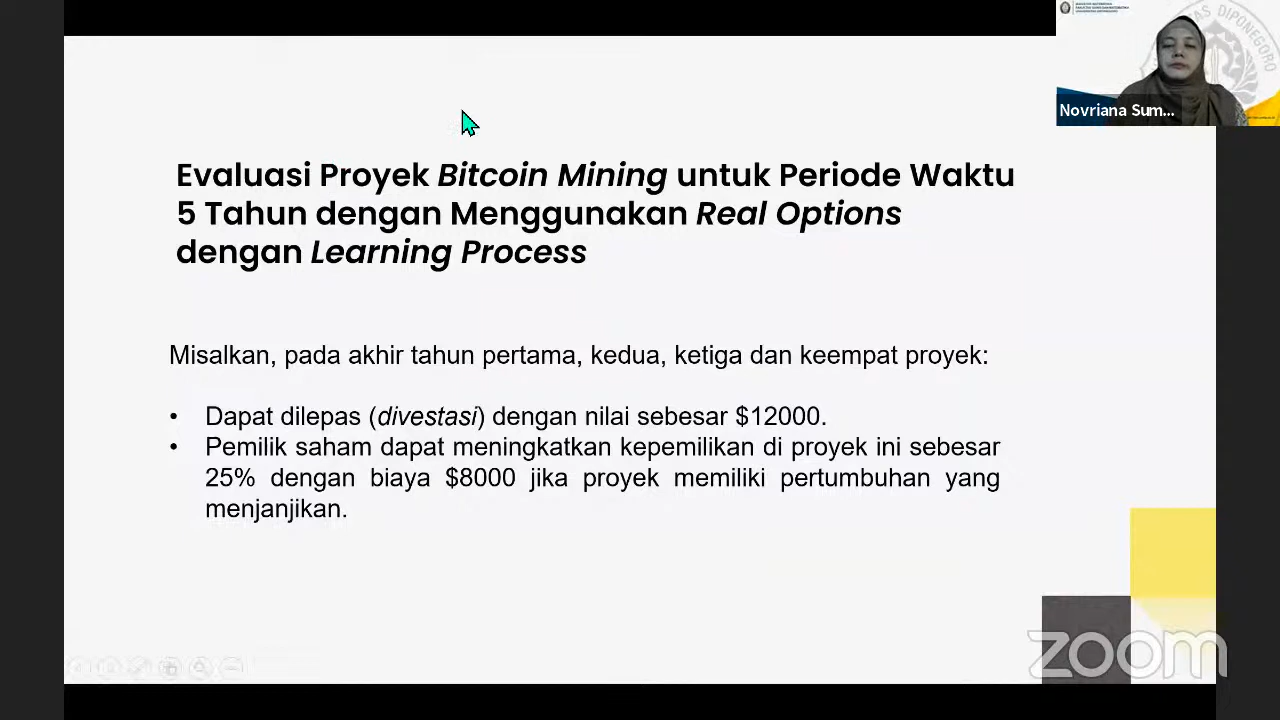 Evaluasi Proyek Bitcoin Mining untuk Periode Waktu
5 Tahun dengan Menggunakan Real Options
dengan Learning Process
Misalkan, pada akhir tahun pertama, kedua, ketiga dan keempat proyek:
• Dapat dilepas (divestasi) dengan nilai sebesar $12000.
• Pemilik saham dapat meningkatkan kepemilikan di proyek ini sebesar
25% dengan biaya $8000 jika proyek memiliki pertumbuhan yang
menjanjikan.
Novriana Sum...
DIPONEGORO
zoom